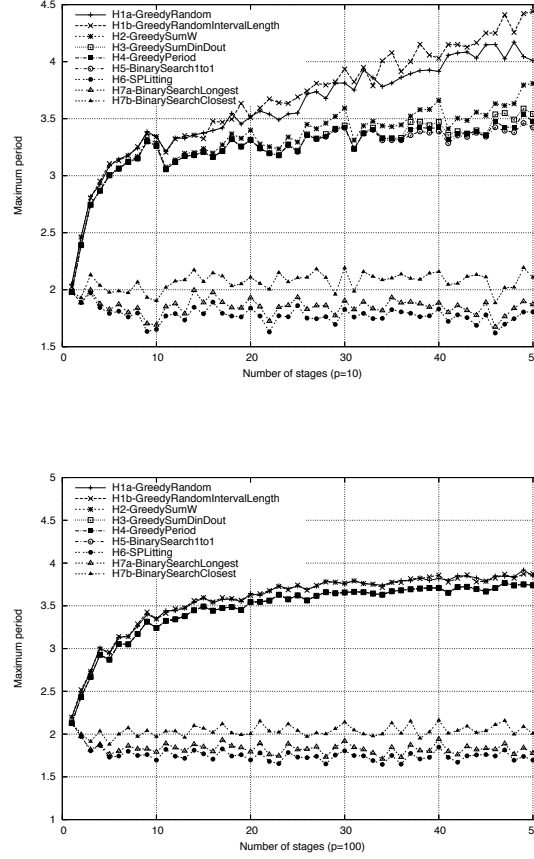 4.5
4
3.5
3
2.5
2
1.5
Maximum period
H1a-GreedyRandom
H1b-GreedyRandomIntervalLength
H2-GreedySumW
H3-GreedySumDinDout
H4-GreedyPeriod
H5-BinarySearch1to1
H6-SPLitting
H7a-BinarySearchLongest
H7b-BinarySearchClosest
0 10 20 30 40 50
Number of stages (p=10)
5
4.5
4
3.5
3
2.5
2
1.5
1
Maximum period
H1a-GreedyRandom
H1b-GreedyRandomIntervalLength
H2-GreedySumW
H3-GreedySumDinDout
H4-GreedyPeriod
H5-BinarySearch1to1
H6-SPLitting
H7a-BinarySearchLongest
H7b-BinarySearchClosest
0 10 20 30 40 50
Number of stages (p=100)